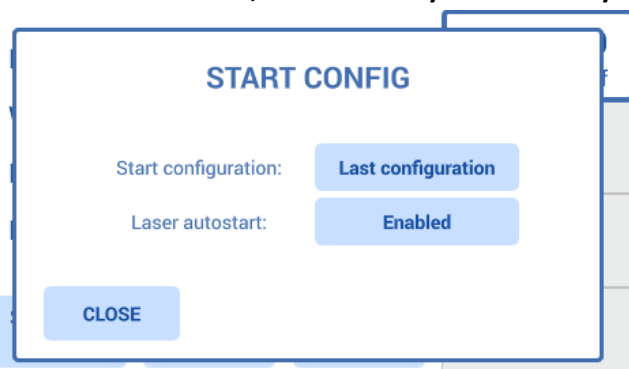 START CONFIG
Start configuration: Last configuration
Laser autostart: Enabled
CLOSE